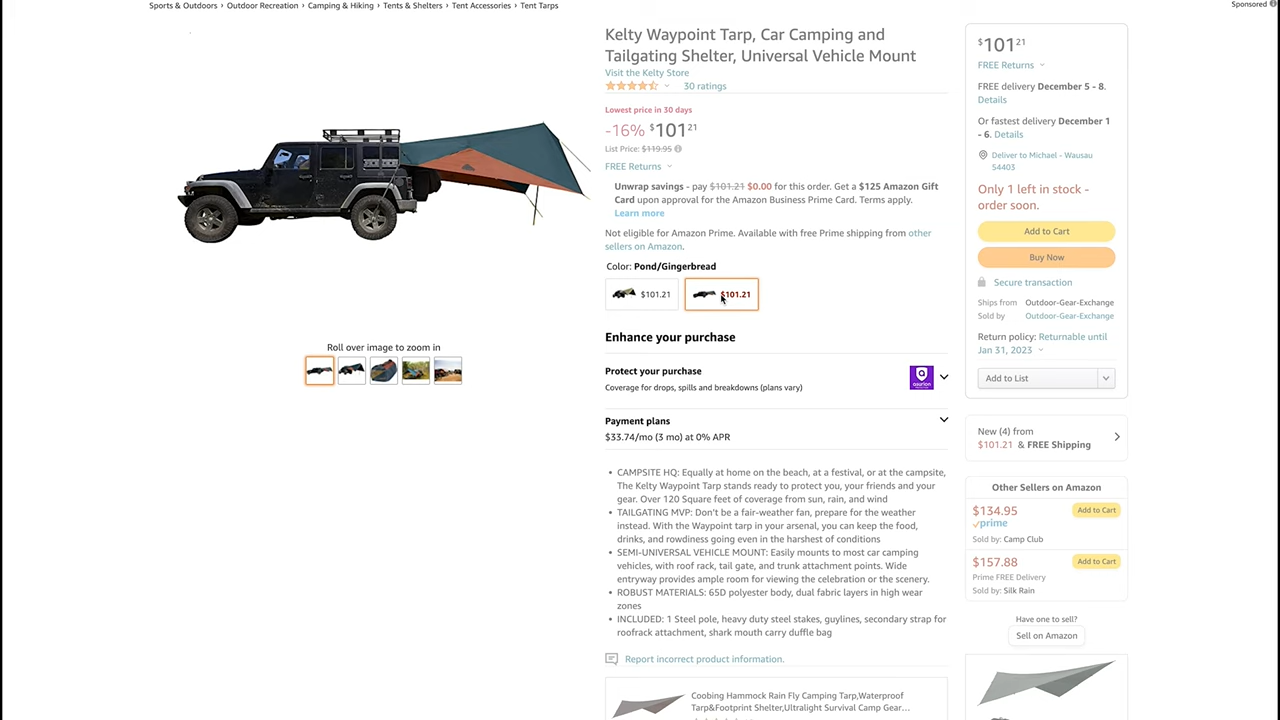 Sports & Outdoors › Outdoor Recreation › Camping & Hiking › Tents & Shelters › Tent Accessories › Tent Tarps
Sponsored
Kelty Waypoint Tarp, Car Camping and
Tailgating Shelter, Universal Vehicle Mount
Visit the Kelty Store
30 ratings
Lowest price in 30 days
-16% $101 21
List Price: $119.95
FREE Returns
Unwrap savings - pay $101.21 $0.00 for this order. Get a $125 Amazon Gift
Card upon approval for the Amazon Business Prime Card. Terms apply.
Learn more
Not eligible for Amazon Prime. Available with free Prime shipping from other
sellers on Amazon.
Color: Pond/Gingerbread
$101.21
$101.21
Roll over image to zoom in
Enhance your purchase
Protect your purchase
Coverage for drops, spills and breakdowns (plans vary)
asurion
Payment plans
$33.74/mo (3 mo) at 0% APR
• CAMPSITE HQ: Equally at home on the beach, at a festival, or at the campsite,
The Kelty Waypoint Tarp stands ready to protect you, your friends and your
gear. Over 120 Square feet of coverage from sun, rain, and wind
• TAILGATING MVP: Don't be a fair-weather fan, prepare for the weather
instead. With the Waypoint tarp in your arsenal, you can keep the food,
drinks, and rowdiness going even in the harshest of conditions
• SEMI-UNIVERSAL VEHICLE MOUNT: Easily mounts to most car camping
vehicles, with roof rack, tail gate, and trunk attachment points. Wide
entryway provides ample room for viewing the celebration or the scenery.
• ROBUST MATERIALS: 65D polyester body, dual fabric layers in high wear
zones
• INCLUDED: 1 Steel pole, heavy duty steel stakes, guylines, secondary strap for
roofrack attachment, shark mouth carry duffle bag
Report incorrect product information.
Coobing Hammock Rain Fly Camping Tarp,Waterproof
Tarp&Footprint Shelter,Ultralight Survival Camp Gear...
$101 21
FREE Returns
FREE delivery December 5 - 8.
Details
Or fastest delivery December 1
- 6. Details
Deliver to Michael - Wausau
54403
Only 1 left in stock -
order soon.
Add to Cart
Buy Now
Secure transaction
Ships from Outdoor-Gear-Exchange
Sold by Outdoor-Gear-Exchange
Return policy: Returnable until
Jan 31, 2023
Add to List
New (4) from
$101.21 & FREE Shipping
Other Sellers on Amazon
$134.95 Add to Cart
prime
Sold by: Camp Club
$157.88 Add to Cart
Prime FREE Delivery
Sold by: Silk Rain
Have one to sell?
Sell on Amazon